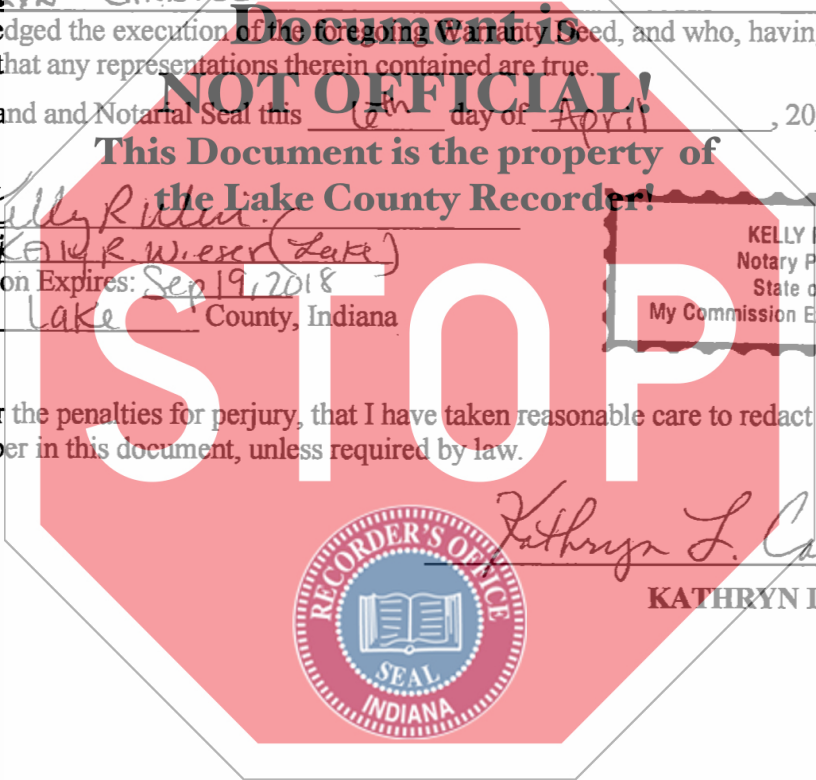 Document is
edged the execution of the foregoing Warranty Deed, and who, having
that any representations therein contained are true.
NOT OFFICIAL!
and and Notarial Seal this 6th day of April, 20
This Document is the property of
the Lake County Recorder!
Kelly R. Wieser (Lake)
on Expires: Sep 19, 2018
Lake County, Indiana
KELLY
Notary P
State o
My Commission E
STOP
r the penalties for perjury, that I have taken reasonable care to redact
er in this document, unless required by law.
Kathryn L. Ca
KATHRYN L
RECORDER'S OFFICE
SEAL
INDIANA